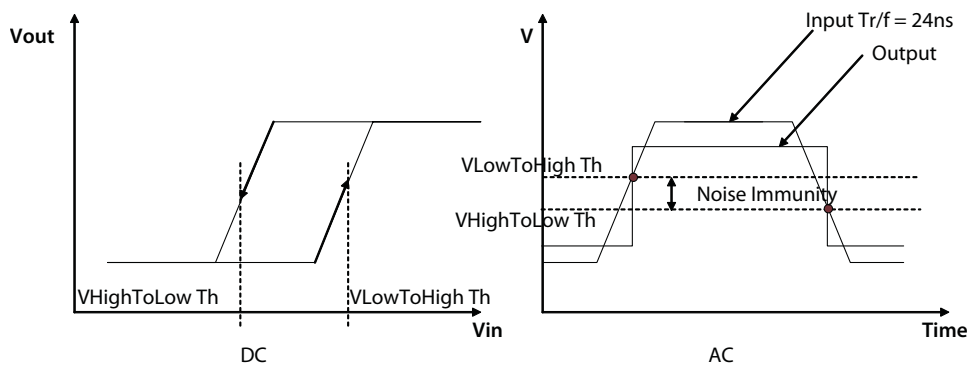 Vout
VHighToLow Th
VLowToHigh Th
Vin
DC
V
Input Tr/f = 24ns
Output
VLowToHigh Th
Noise Immunity
VHighToLow Th
Time
AC